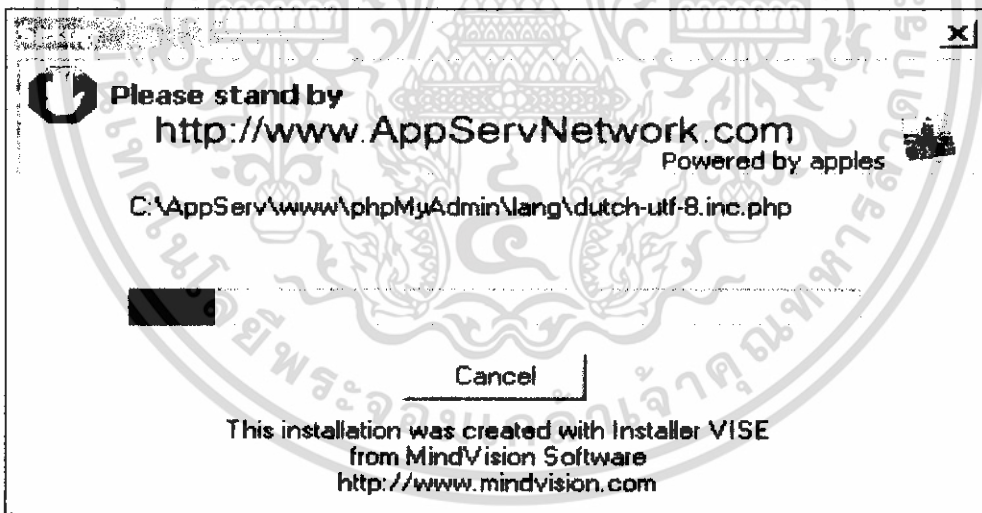 Please stand by
http://www.AppServNetwork.com
Powered by apples
C:\AppServ\www\phpMyAdmin\lang\dutch-utf-8.inc.php
Cancel
This installation was created with Installer VISE
from MindVision Software
http://www.mindvision.com